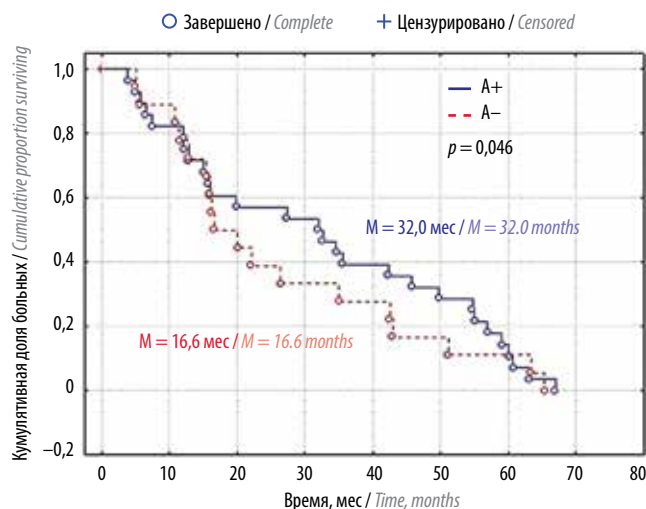 Завершено / Complete
Цензурировано / Censored
Кумулятивная доля больных / Cumulative proportion surviving
1,0
0,8
0,6
0,4
0,2
0
–0,2
A+
A–
p = 0,046
M = 32,0 мес / M = 32.0 months
M = 16,6 мес / M = 16.6 months
0 10 20 30 40 50 60 70 80
Время, мес / Time, months